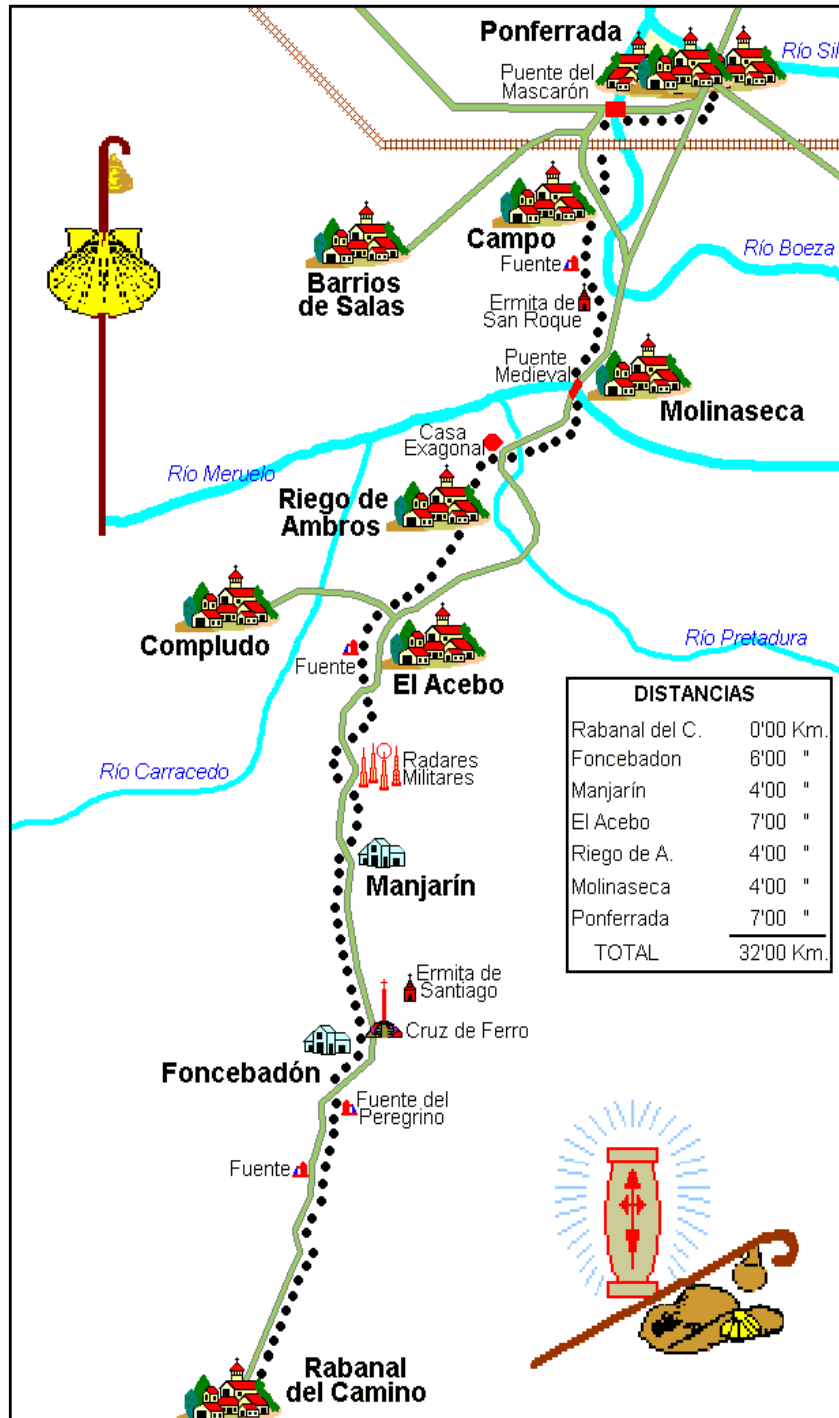 Ponferrada
Río Sil
Puente del
Mascarón
Campo
Barrios
de Salas
Fuente
Río Boeza
Ermita de
San Roque
Puente
Medieval
Molinaseca
Casa
Exagonal
Río Meruelo
Riego de
Ambros
Compludo
Río Pretadura
Fuente
El Acebo
Río Carracedo
Radares
Militares
DISTANCIAS
Rabanal del C. 0'00 Km.
Foncebadon 6'00 "
Manjarín 4'00 "
El Acebo 7'00 "
Riego de A. 4'00 "
Molinaseca 4'00 "
Ponferrada 7'00 "
TOTAL 32'00 Km.
Manjarín
Ermita de
Santiago
Cruz de Ferro
Foncebadón
Fuente del
Peregrino
Fuente
Rabanal
del Camino